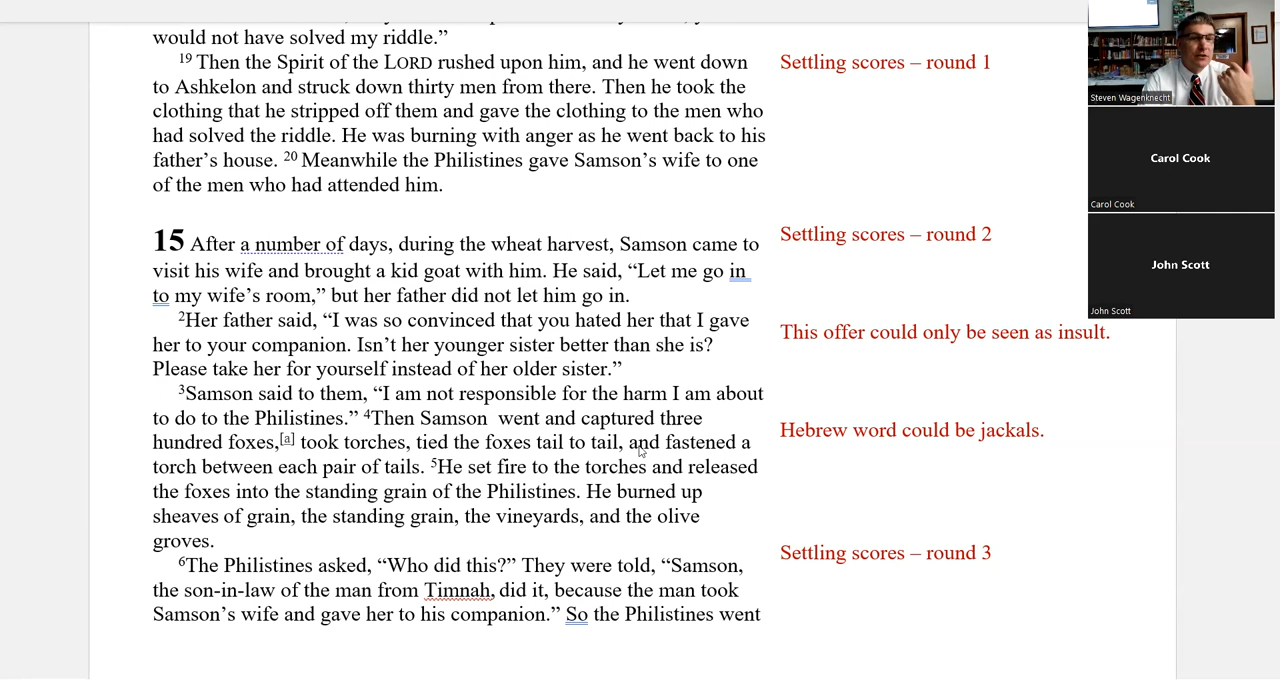 would not have solved my riddle.”
19 Then the Spirit of the LORD rushed upon him, and he went down
to Ashkelon and struck down thirty men from there. Then he took the
clothing that he stripped off them and gave the clothing to the men who
had solved the riddle. He was burning with anger as he went back to his
father’s house. 20 Meanwhile the Philistines gave Samson’s wife to one
of the men who had attended him.
Settling scores – round 1
15 After a number of days, during the wheat harvest, Samson came to
visit his wife and brought a kid goat with him. He said, “Let me go in
to my wife’s room,” but her father did not let him go in.
Settling scores – round 2
2Her father said, “I was so convinced that you hated her that I gave
her to your companion. Isn’t her younger sister better than she is?
Please take her for yourself instead of her older sister.”
This offer could only be seen as insult.
3Samson said to them, “I am not responsible for the harm I am about
to do to the Philistines.” 4Then Samson went and captured three
hundred foxes,[a] took torches, tied the foxes tail to tail, and fastened a
torch between each pair of tails. 5He set fire to the torches and released
the foxes into the standing grain of the Philistines. He burned up
sheaves of grain, the standing grain, the vineyards, and the olive
groves.
Hebrew word could be jackals.
6The Philistines asked, “Who did this?” They were told, “Samson,
the son-in-law of the man from Timnah, did it, because the man took
Samson’s wife and gave her to his companion.” So the Philistines went
Settling scores – round 3
Steven Wagenknecht
Carol Cook
Carol Cook
John Scott
John Scott